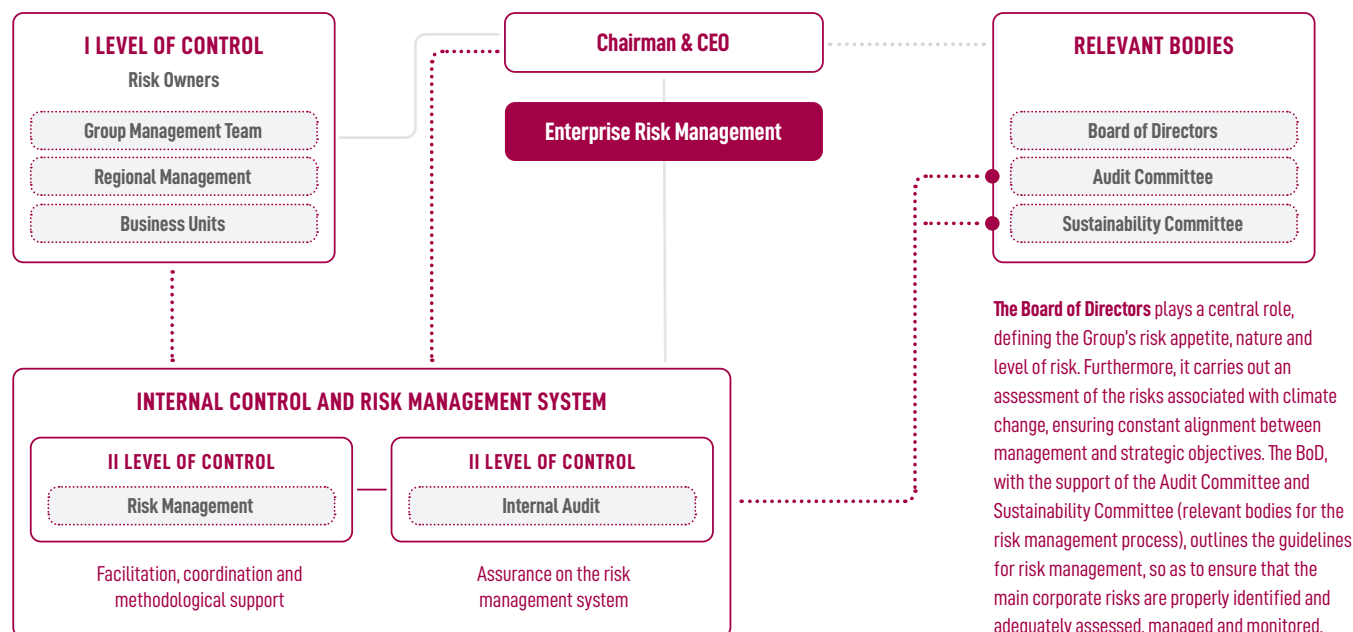 I LEVEL OF CONTROL
Risk Owners
Group Management Team
Regional Management
Business Units
Chairman & CEO
Enterprise Risk Management
RELEVANT BODIES
Board of Directors
Audit Committee
Sustainability Committee
The Board of Directors plays a central role,
defining the Group's risk appetite, nature and
level of risk. Furthermore, it carries out an
assessment of the risks associated with climate
change, ensuring constant alignment between
management and strategic objectives. The BoD,
with the support of the Audit Committee and
Sustainability Committee (relevant bodies for the
risk management process), outlines the guidelines
for risk management, so as to ensure that the
main corporate risks are properly identified and
adequately assessed, managed and monitored.
INTERNAL CONTROL AND RISK MANAGEMENT SYSTEM
II LEVEL OF CONTROL
Risk Management
Facilitation, coordination and
methodological support
II LEVEL OF CONTROL
Internal Audit
Assurance on the risk
management system